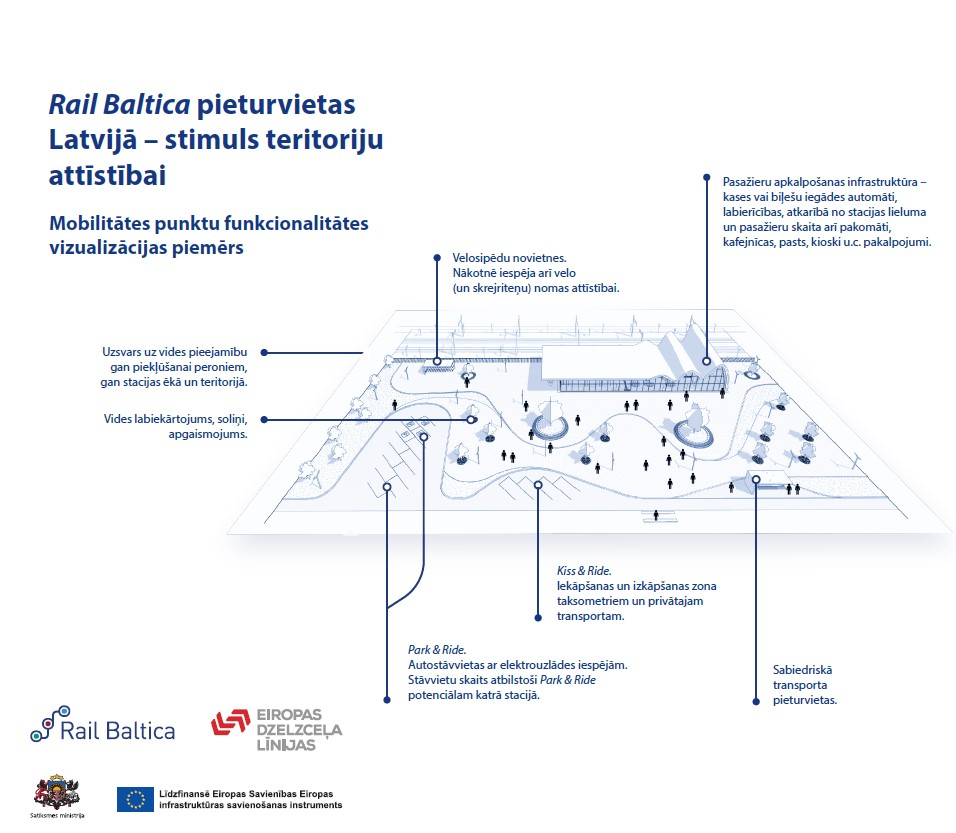 Rail Baltica pieturvietas
Latvijā – stimuls teritoriju
attīstībai
Mobilitātes punktu funkcionalitātes
vizualizācijas piemērs
Pasažieru apkalpošanas infrastruktūra –
kases vai biļešu iegādes automāti,
labierīcības, atkarībā no stacijas lieluma
un pasažieru skaita arī pakomāti,
kafejnīcas, pasts, kioski u.c. pakalpojumi.
Velosipēdu novietnes.
Nākotnē iespēja arī velo
(un skrejriteņu) nomas attīstībai.
Uzsvars uz vides pieejamību
gan piekļūšanai peroniem,
gan stacijas ēkā un teritorijā.
Vides labiekārtojums, soliņi,
apgaismojums.
Kiss & Ride.
Iekāpšanas un izkāpšanas zona
taksometriem un privātajam
transportam.
Park & Ride.
Autostāvvietas ar elektrouzlādes iespējām.
Stāvvietu skaits atbilstoši Park & Ride
potenciālam katrā stacijā.
Sabiedriskā
transporta
pieturvietas.
Rail Baltica
EIROPAS
DZELZCEĻA
LĪNIJAS
Satiksmes ministrija
Līdzfinansē Eiropas Savienības Eiropas
infrastruktūras savienošanas instruments